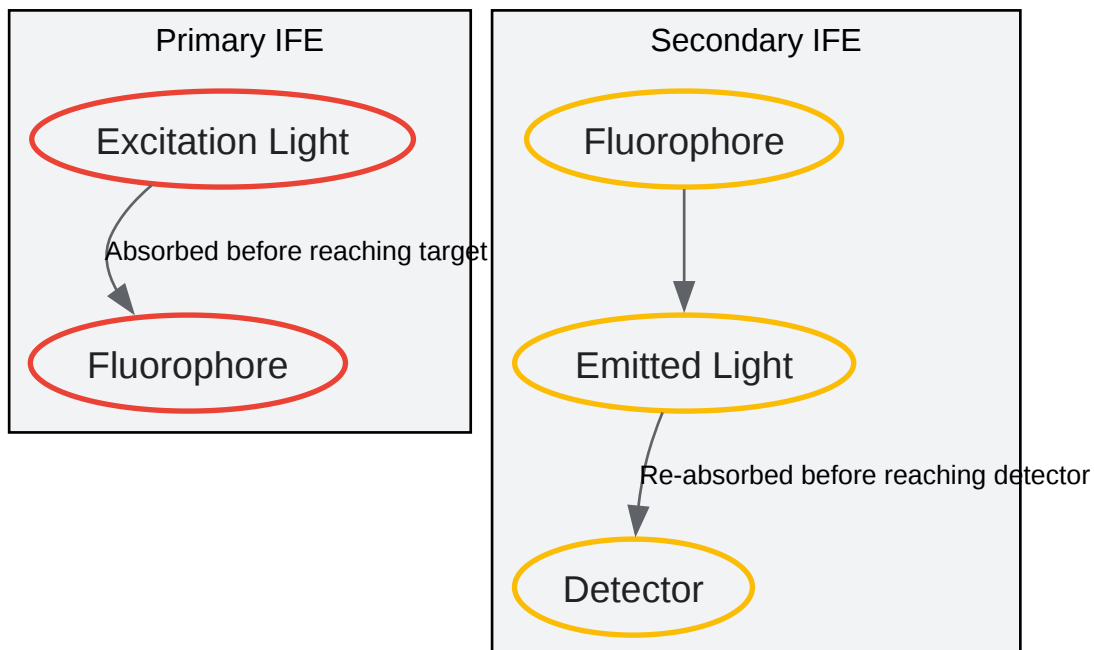 Primary IFE
Excitation Light
Absorbed before reaching target
Fluorophore
Secondary IFE
Fluorophore
Emitted Light
Re-absorbed before reaching detector
Detector